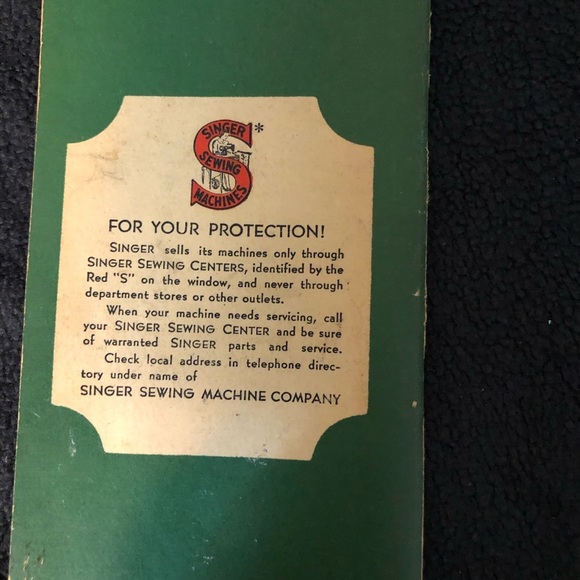 SINGER
SEWING
MACHINES
*
FOR YOUR PROTECTION!
SINGER sells its machines only through
SINGER SEWING CENTERS, identified by the
Red "S" on the window, and never through
department stores or other outlets.
When your machine needs servicing, call
your SINGER SEWING CENTER and be sure
of warranted SINGER parts and service.
Check local address in telephone direc-
tory under name of
SINGER SEWING MACHINE COMPANY